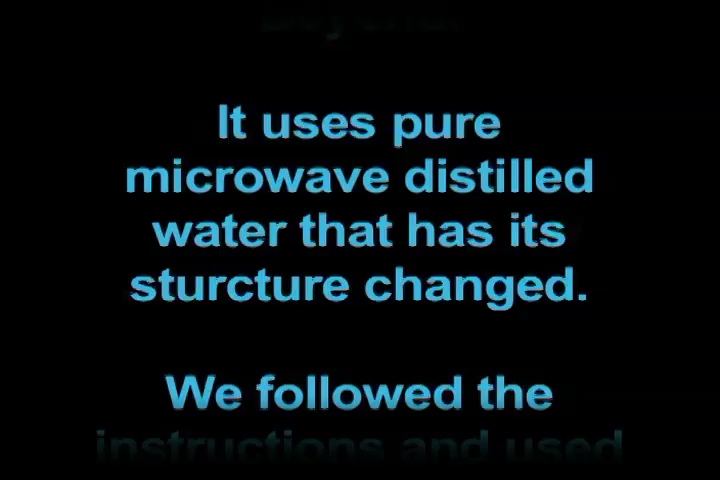 It uses pure
microwave distilled
water that has its
sturcture changed.
We followed the
instructions and used